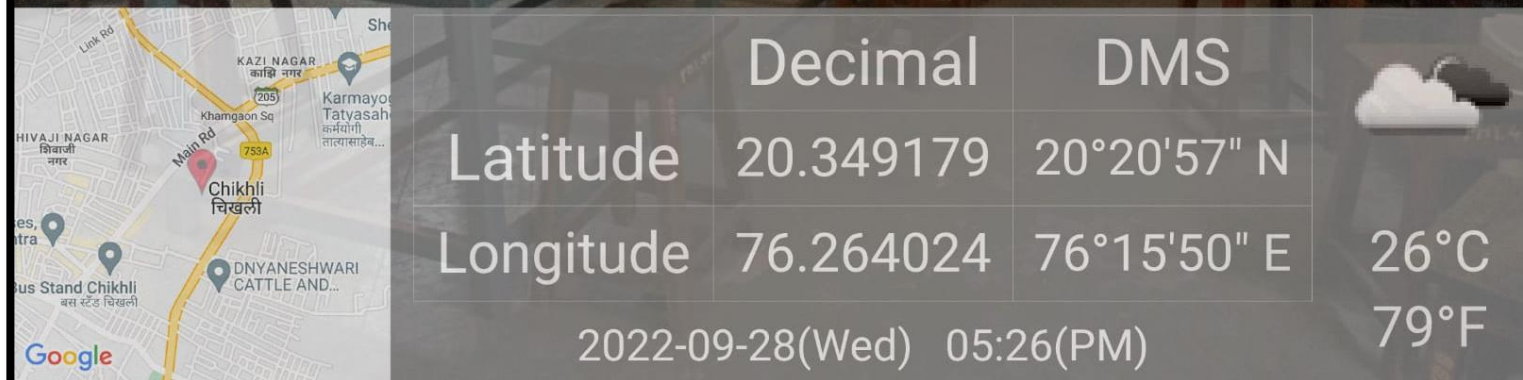 Link Rd
She
KAZI NAGAR
काझि नगर
205
Khamgaon Sq
Karmayog
Tatyasah
कर्मयोगी
तात्यासाहेब...
HIVAJI NAGAR
शिवाजी
नगर
Main Rd
753A
Chikhli
चिखली
es,
tra
DNYANESHWARI
CATTLE AND...
us Stand Chikhli
बस स्टँड चिखली
Google
Decimal DMS
Latitude 20.349179 20°20'57" N
Longitude 76.264024 76°15'50" E
2022-09-28(Wed) 05:26(PM)
26°C
79°F